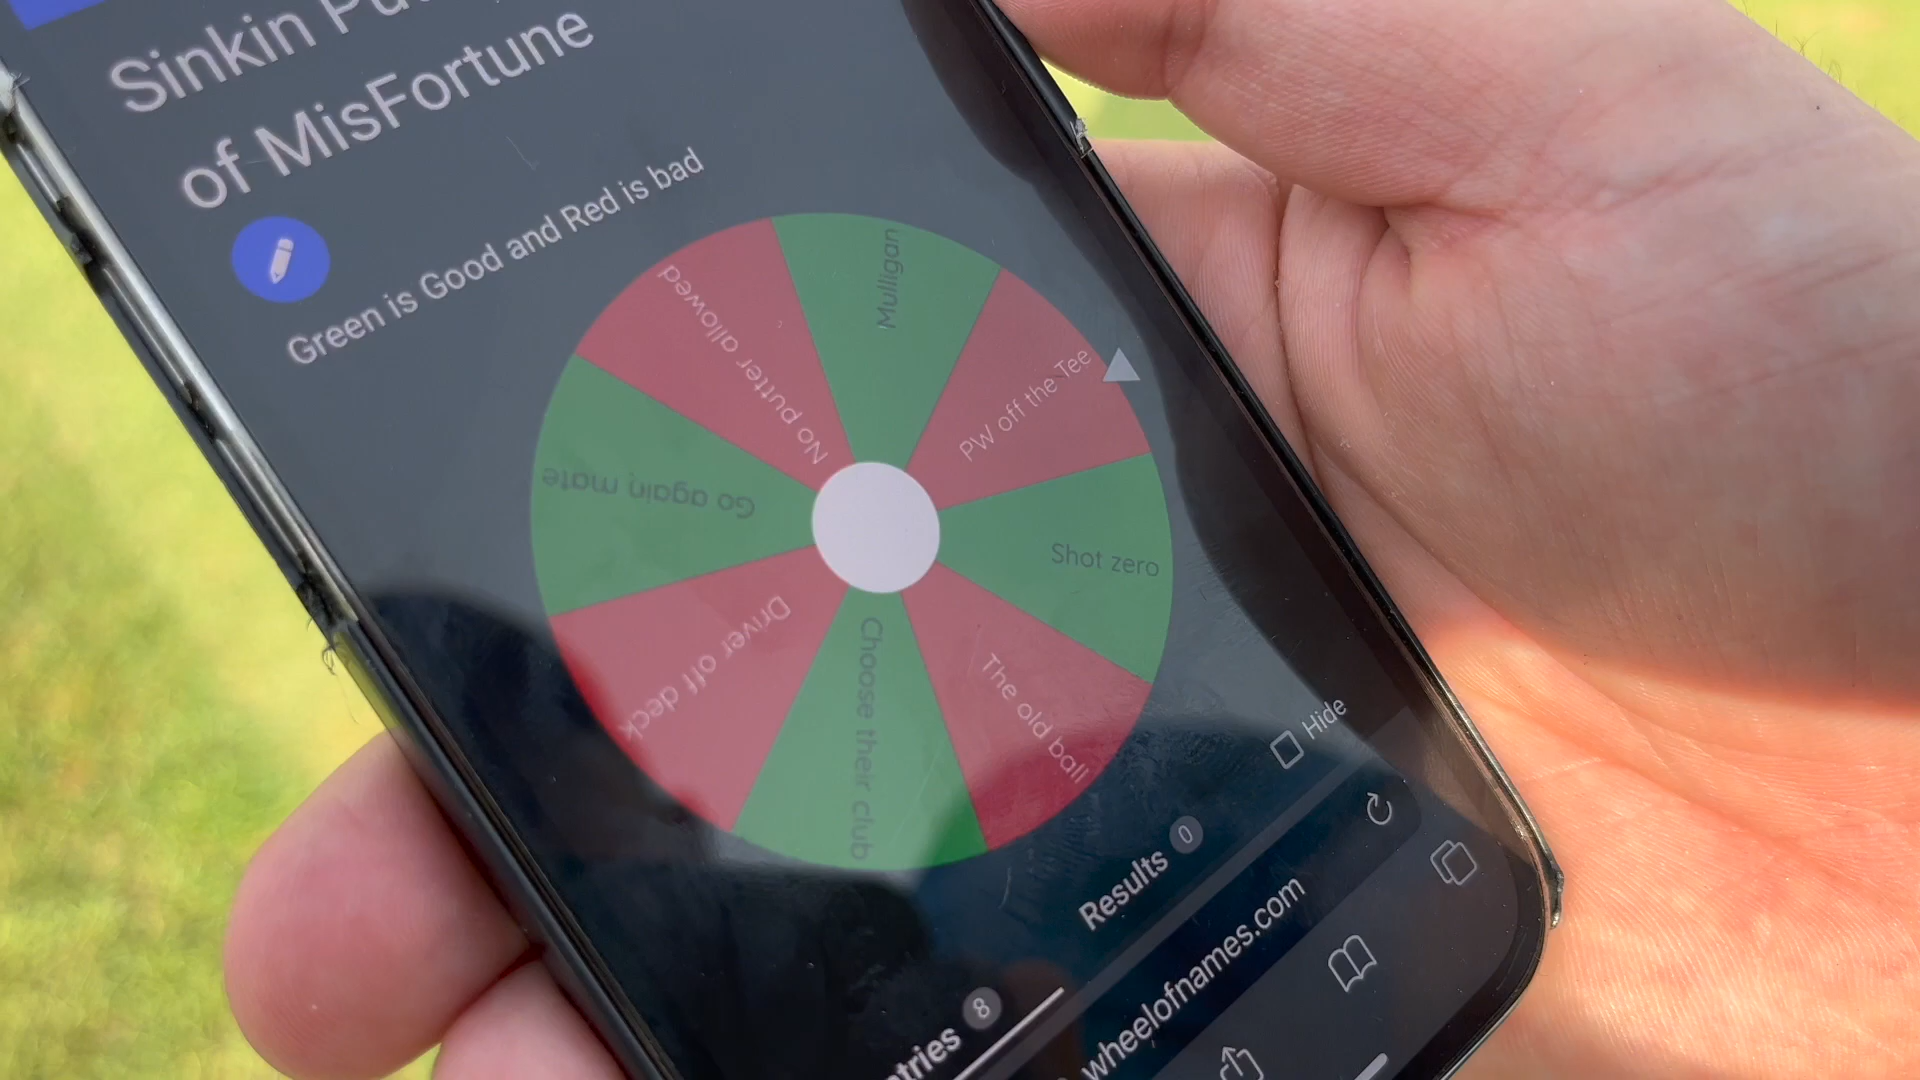 Sinkin
of MisFortune
Green is Good and Red is bad
Mulligan
PW off the Tee
Shot zero
The old ball
Choose their club
Driver off deck
Go again mate
No putter allowed
Hide
Results 0
8
wheelofnames.com